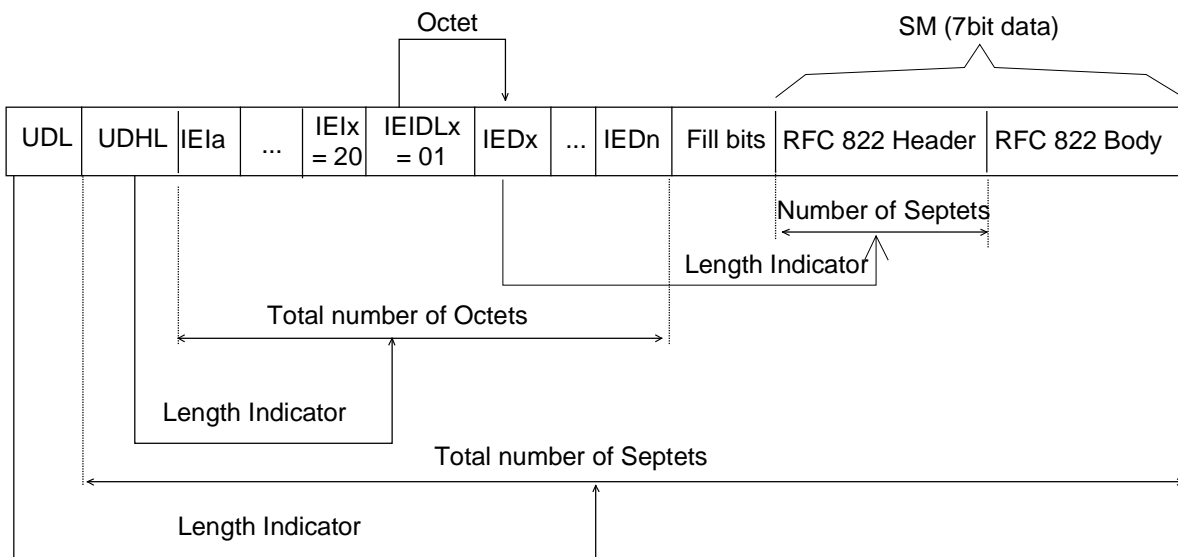 Octet
SM (7bit data)
UDL UDHL IEIa ... IEIx = 20 IEIDLx = 01 IEDx ... IEDn Fill bits RFC 822 Header RFC 822 Body
Number of Septets
Length Indicator
Total number of Octets
Length Indicator
Total number of Septets
Length Indicator